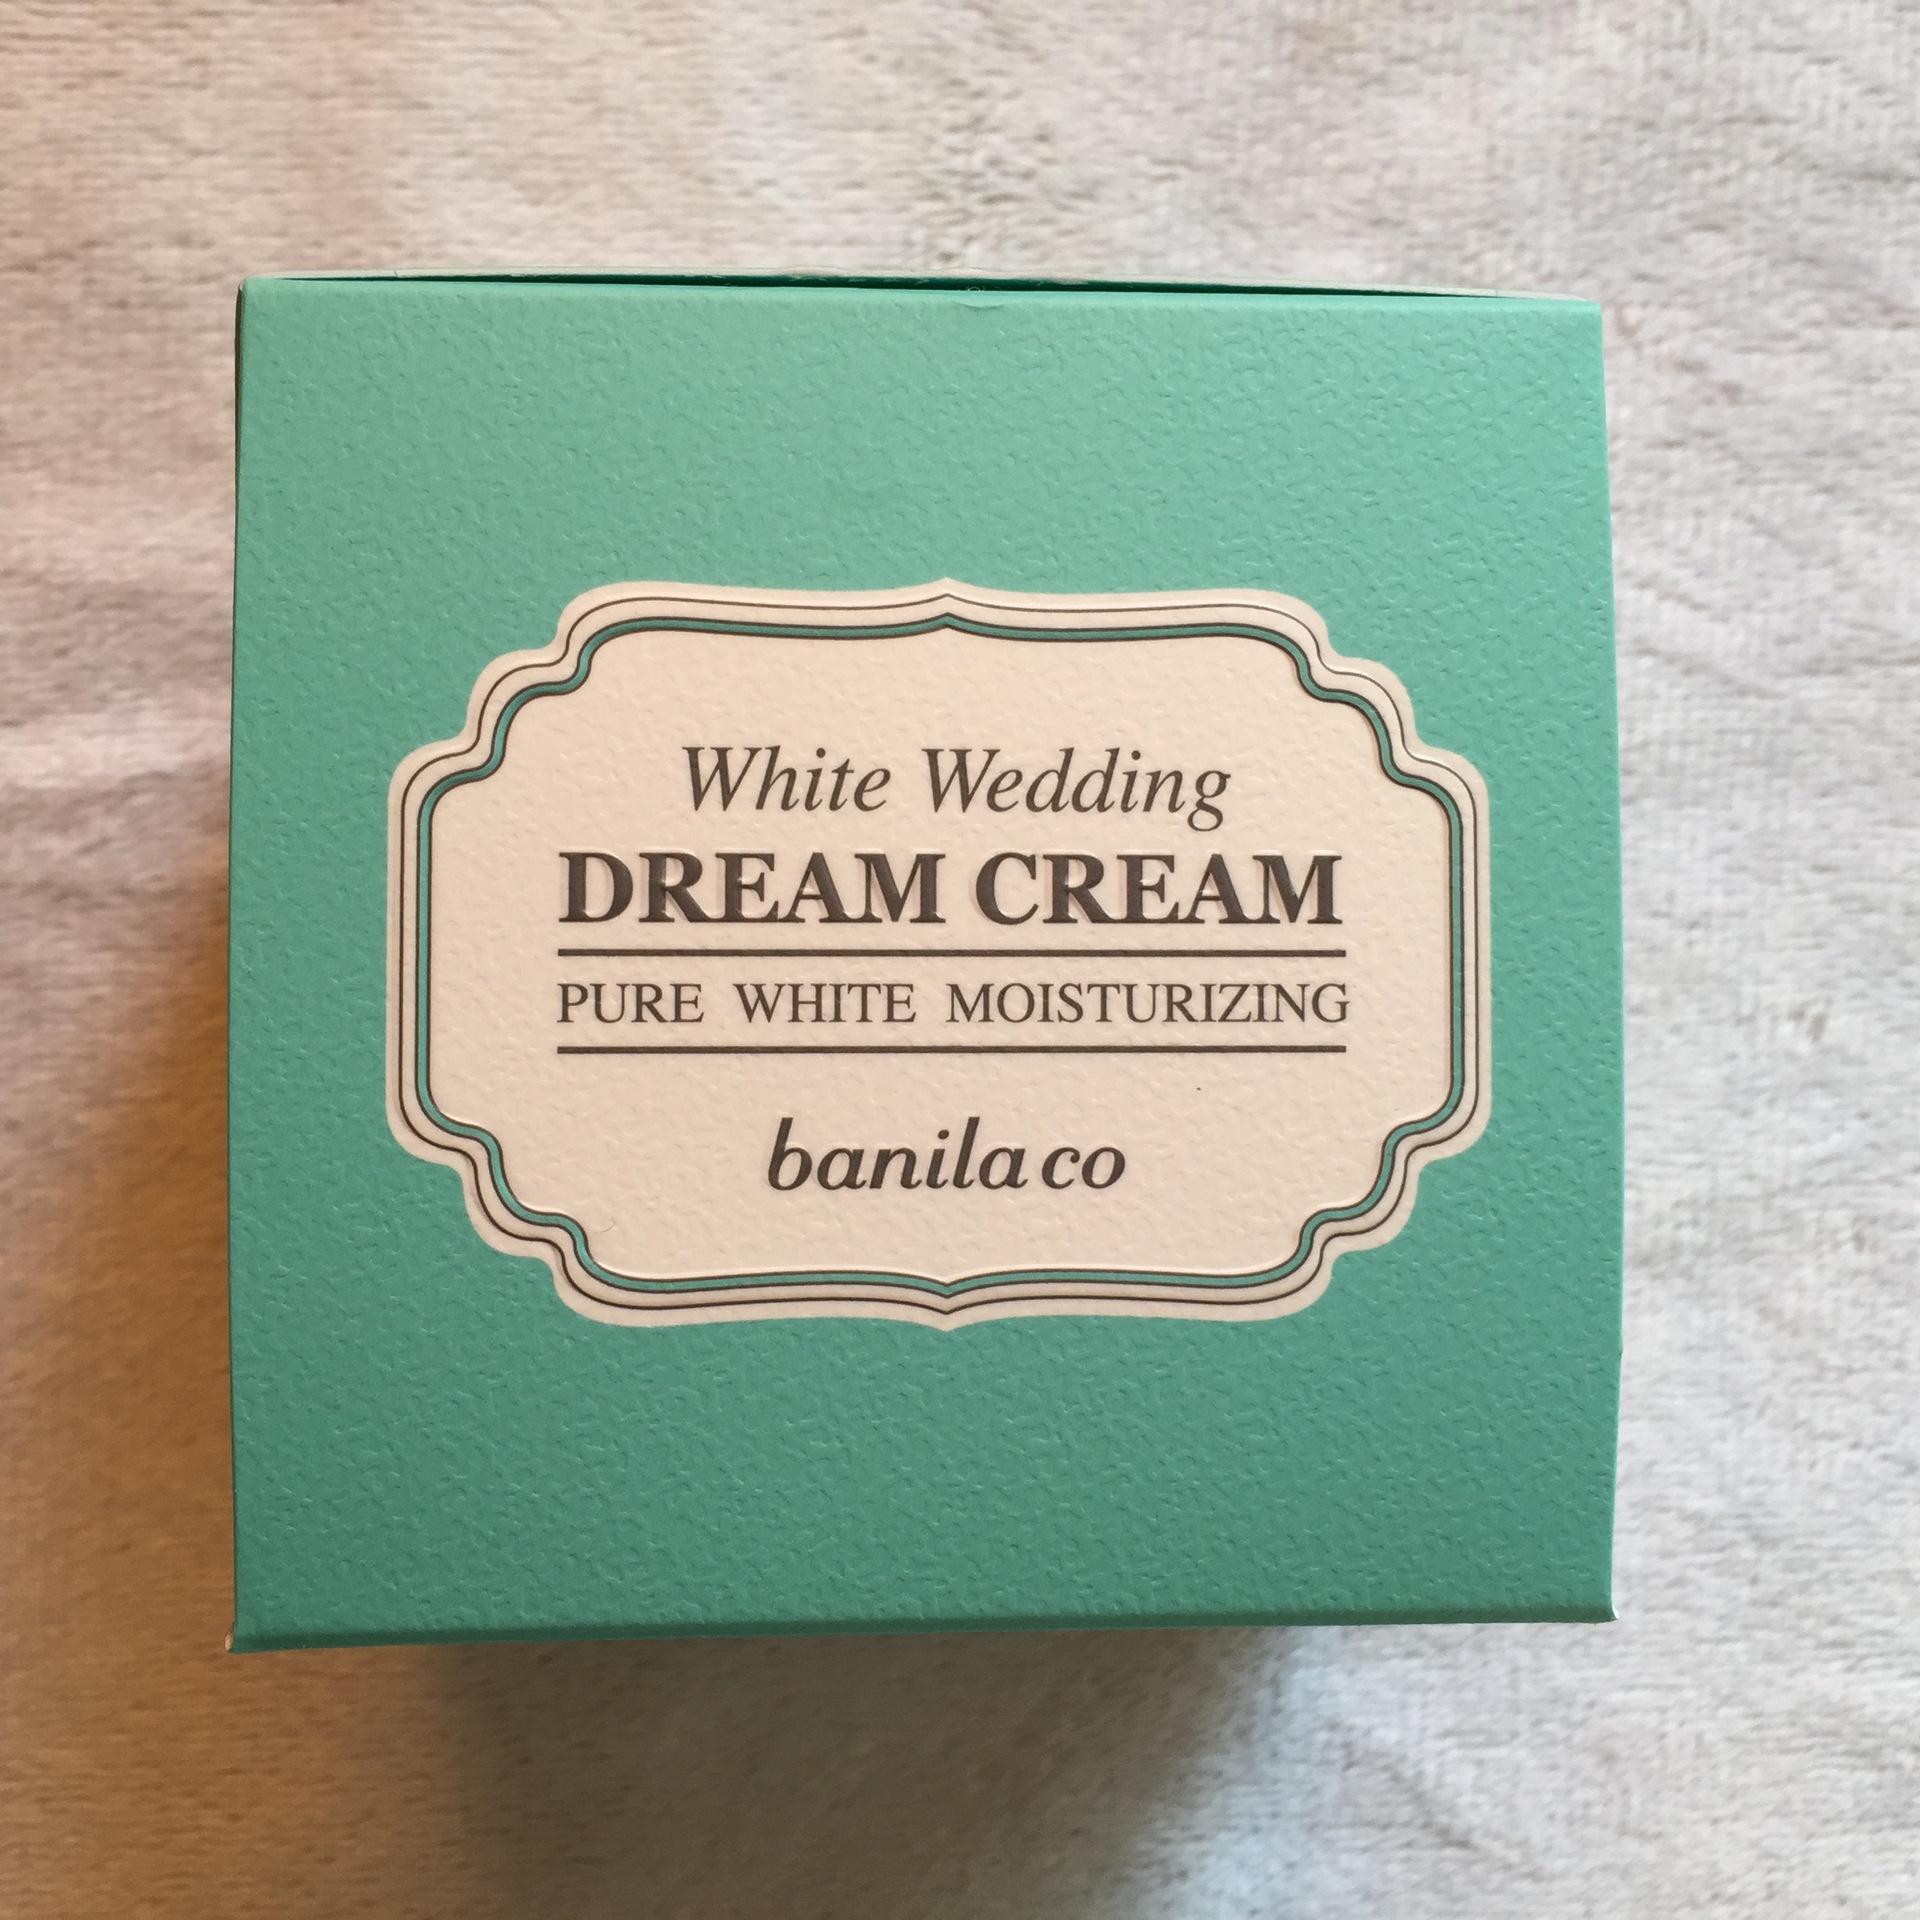 White Wedding
DREAM CREAM
PURE WHITE MOISTURIZING
banila co